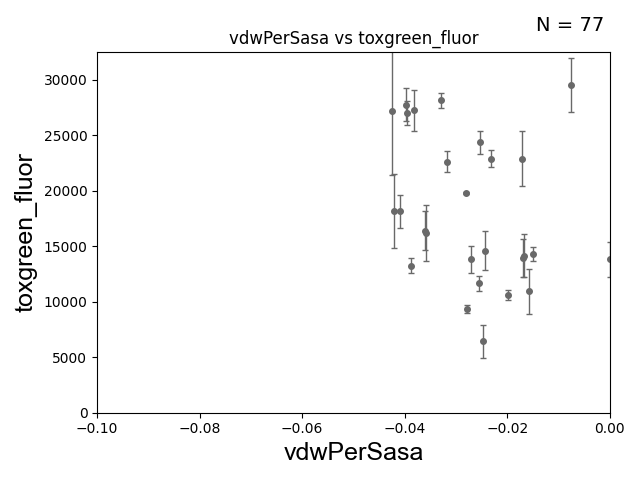 N = 77
vdwPerSasa vs toxgreen_fluor
30000
25000
20000
15000
10000
5000
0
toxgreen_fluor
−0.10 −0.08 −0.06 −0.04 −0.02 0.00
vdwPerSasa